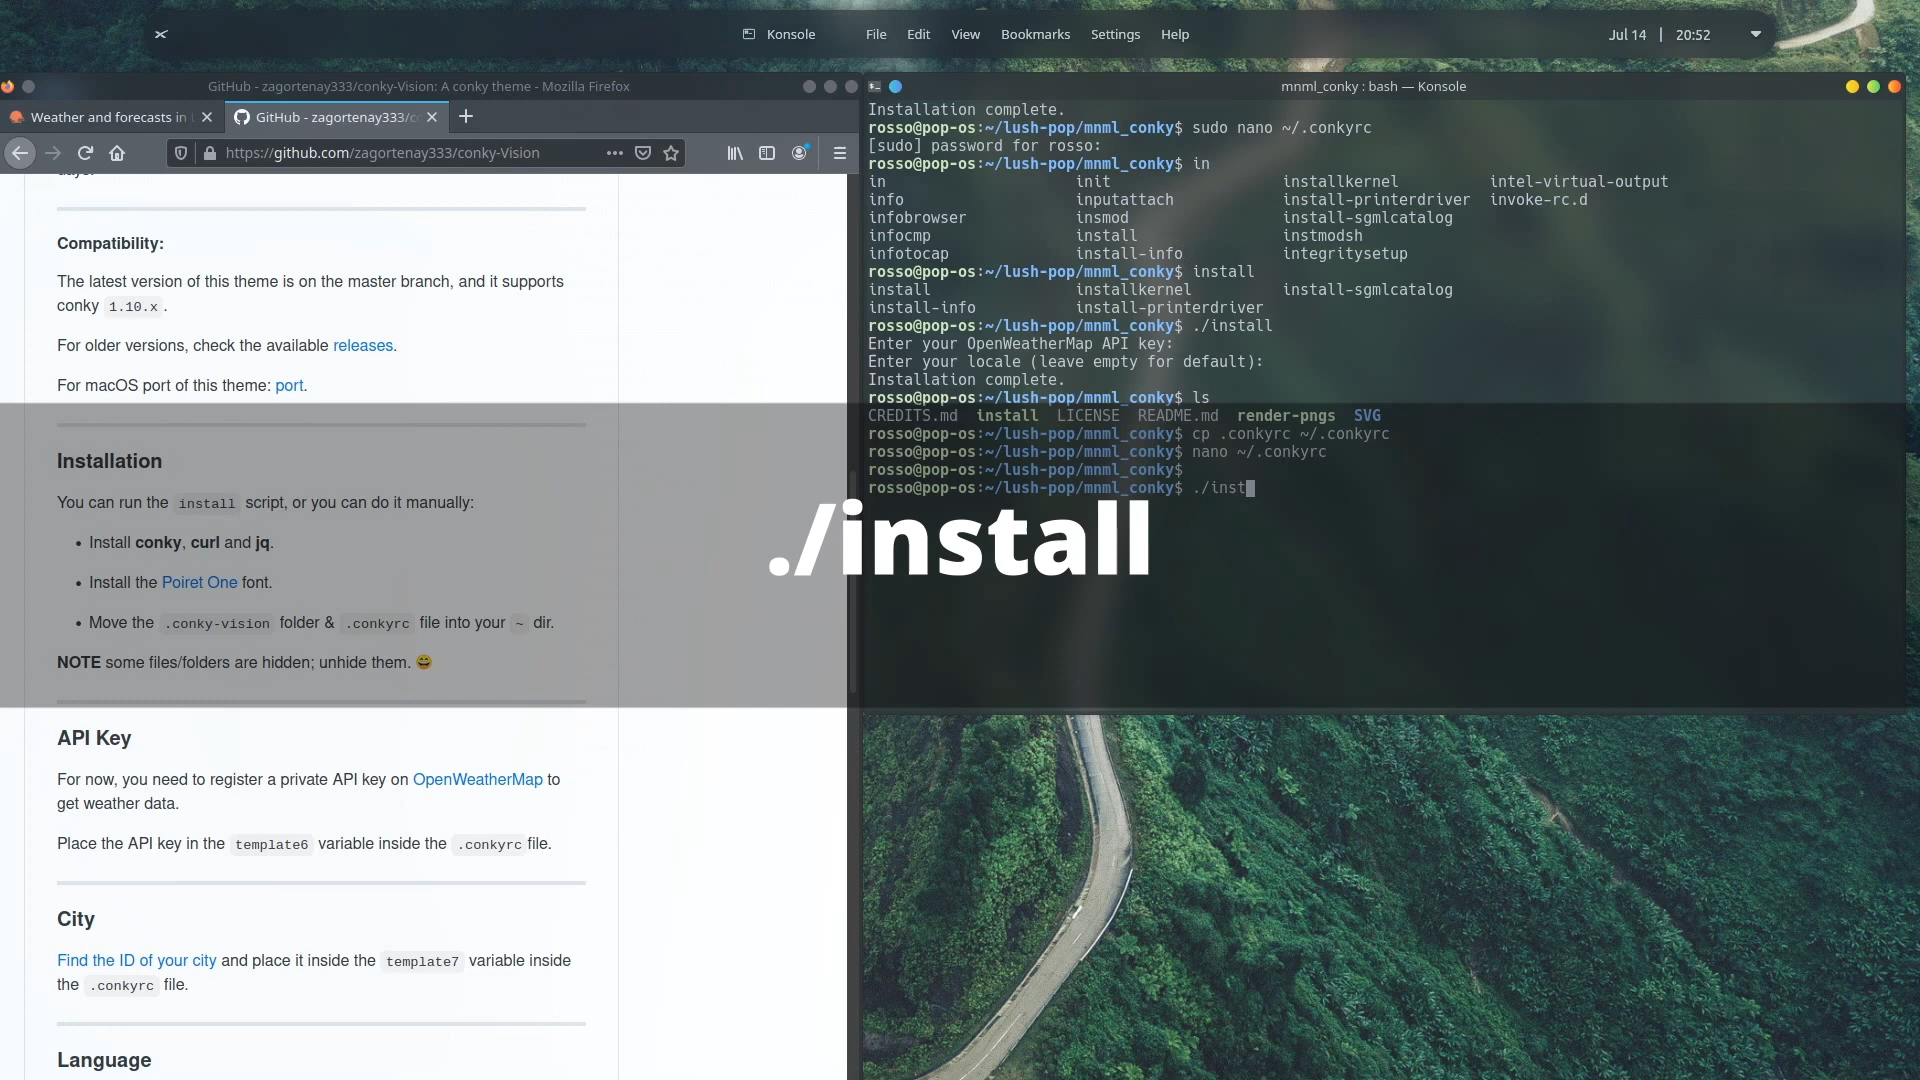 Konsole File Edit View Bookmarks Settings Help Jul 14 | 20:52
GitHub - zagortenay333/conky-Vision: A conky theme - Mozilla Firefox
Weather and forecasts in
GitHub - zagortenay333/c
https://github.com/zagortenay333/conky-Vision
days.
Compatibility:
The latest version of this theme is on the master branch, and it supports
conky 1.10.x .
For older versions, check the available releases.
For macOS port of this theme: port.
Installation
You can run the install script, or you can do it manually:
• Install conky, curl and jq.
• Install the Poiret One font.
• Move the .conky-vision folder & .conkyrc file into your ~ dir.
NOTE some files/folders are hidden; unhide them. 😄
API Key
For now, you need to register a private API key on OpenWeatherMap to
get weather data.
Place the API key in the template6 variable inside the .conkyrc file.
City
Find the ID of your city and place it inside the template7 variable inside
the .conkyrc file.
Language
mnml_conky : bash — Konsole
Installation complete.
rosso@pop-os:~/lush-pop/mnml_conky$ sudo nano ~/.conkyrc
[sudo] password for rosso:
rosso@pop-os:~/lush-pop/mnml_conky$ in
in init installkernel intel-virtual-output
info inputattach install-printerdriver invoke-rc.d
infobrowser insmod install-sgmlcatalog
infocmp install instmodsh
infotocap install-info integritysetup
rosso@pop-os:~/lush-pop/mnml_conky$ install
install installkernel install-sgmlcatalog
install-info install-printerdriver
rosso@pop-os:~/lush-pop/mnml_conky$ ./install
Enter your OpenWeatherMap API key:
Enter your locale (leave empty for default):
Installation complete.
rosso@pop-os:~/lush-pop/mnml_conky$ ls
CREDITS.md install LICENSE README.md render-pngs SVG
rosso@pop-os:~/lush-pop/mnml_conky$ cp .conkyrc ~/.conkyrc
rosso@pop-os:~/lush-pop/mnml_conky$ nano ~/.conkyrc
rosso@pop-os:~/lush-pop/mnml_conky$
rosso@pop-os:~/lush-pop/mnml_conky$ ./inst
./install